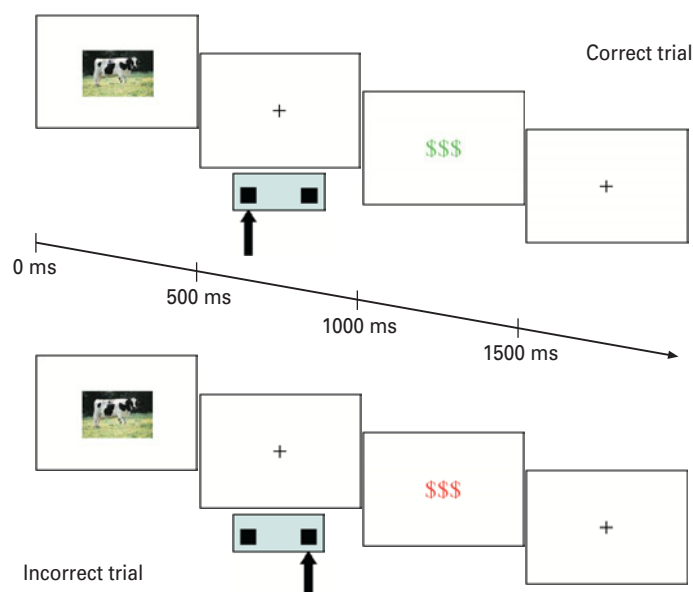 Correct trial
+
$$$
+
0 ms
500 ms
1000 ms
1500 ms
+
$$$
+
Incorrect trial